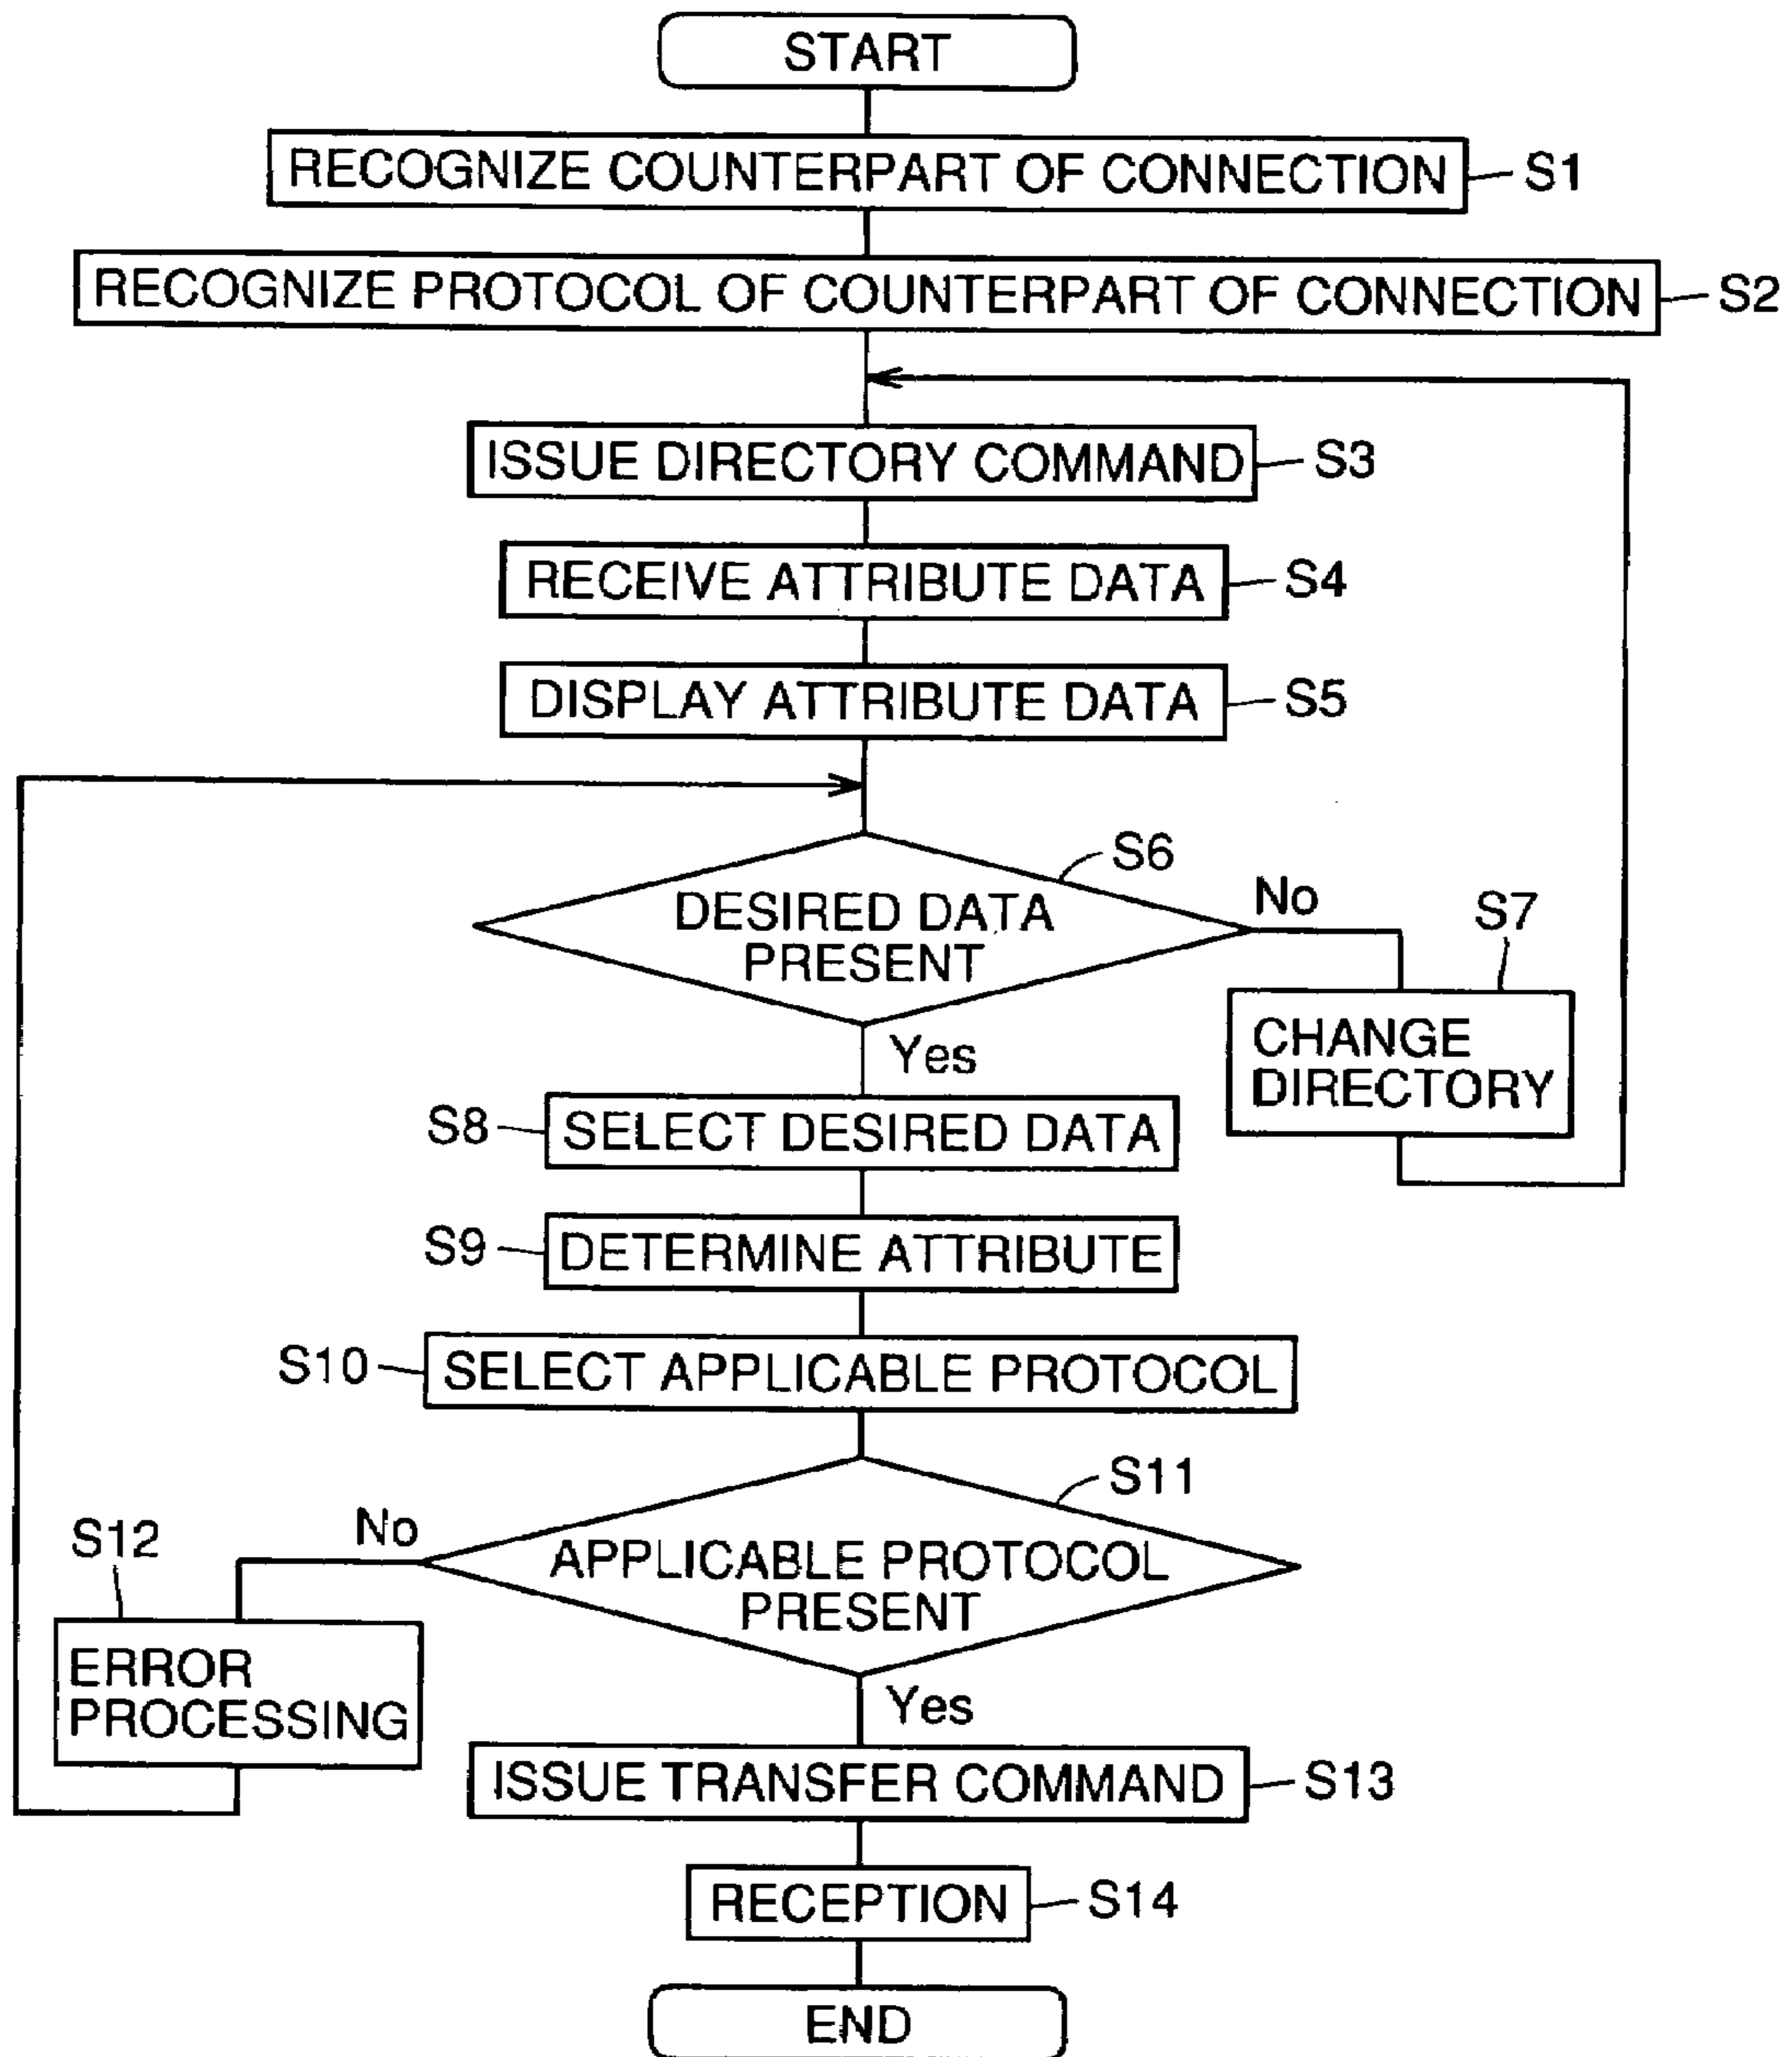 START
RECOGNIZE COUNTERPART OF CONNECTION S1
RECOGNIZE PROTOCOL OF COUNTERPART OF CONNECTION S2
ISSUE DIRECTORY COMMAND S3
RECEIVE ATTRIBUTE DATA S4
DISPLAY ATTRIBUTE DATA S5
S6
DESIRED DATA
PRESENT
No
S7
CHANGE
DIRECTORY
Yes
S8 SELECT DESIRED DATA
S9 DETERMINE ATTRIBUTE
S10 SELECT APPLICABLE PROTOCOL
S11
APPLICABLE PROTOCOL
PRESENT
No
S12
ERROR
PROCESSING
Yes
ISSUE TRANSFER COMMAND S13
RECEPTION S14
END